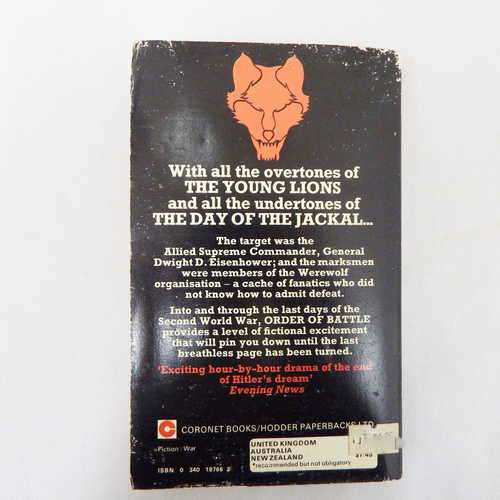 With all the overtones of
THE YOUNG LIONS
and all the undertones of
THE DAY OF THE JACKAL...
The target was the
Allied Supreme Commander, General
Dwight D. Eisenhower; and the marksmen
were members of the Werewolf
organisation – a cache of fanatics who did
not know how to admit defeat.
Into and through the last days of the
Second World War, ORDER OF BATTLE
provides a level of fictional excitement
that will pin you down until the last
breathless page has been turned.
'Exciting hour-by-hour drama of the end
of Hitler's dream'
Evening News
CORONET BOOKS/HODDER PAPERBACKS LTD
Fiction: War
UNITED KINGDOM
AUSTRALIA
NEW ZEALAND
*recommended but not obligatory
ISBN 0 340 19766 2